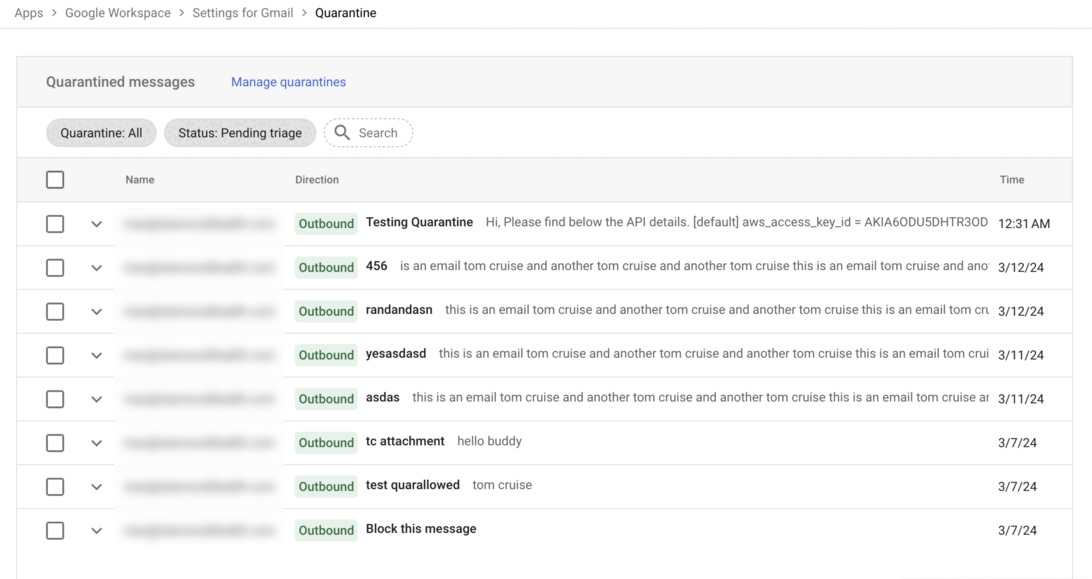 Apps > Google Workspace > Settings for Gmail > Quarantine
Quarantined messages Manage quarantines
Quarantine: All Status: Pending triage Search
Name Direction Time
Outbound Testing Quarantine Hi, Please find below the API details. [default] aws_access_key_id = AKIA6ODU5DHTR3OD 12:31 AM
Outbound 456 is an email tom cruise and another tom cruise and another tom cruise this is an email tom cruise and ano 3/12/24
Outbound randandasn this is an email tom cruise and another tom cruise and another tom cruise this is an email tom cru 3/12/24
Outbound yesasdasd this is an email tom cruise and another tom cruise and another tom cruise this is an email tom crui 3/11/24
Outbound asdas this is an email tom cruise and another tom cruise and another tom cruise this is an email tom cruise ar 3/11/24
Outbound tc attachment hello buddy 3/7/24
Outbound test quarallowed tom cruise 3/7/24
Outbound Block this message 3/7/24